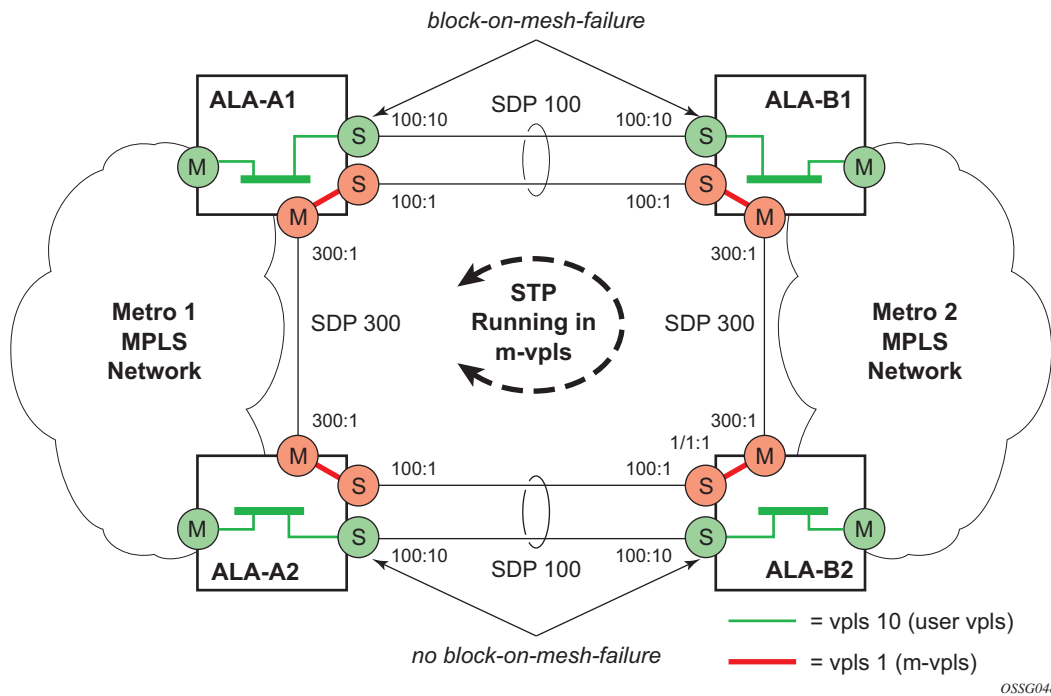 block-on-mesh-failure
ALA-A1
SDP 100
ALA-B1
100:10
100:10
S
S
M
M
S
S
100:1
100:1
M
M
300:1
300:1
Metro 1
MPLS
Network
SDP 300
STP
Running in
m-vpls
SDP 300
Metro 2
MPLS
Network
300:1
300:1
1/1:1
M
M
100:1
100:1
S
S
M
M
S
S
100:10
100:10
ALA-A2
SDP 100
ALA-B2
= vpls 10 (user vpls)
no block-on-mesh-failure
= vpls 1 (m-vpls)